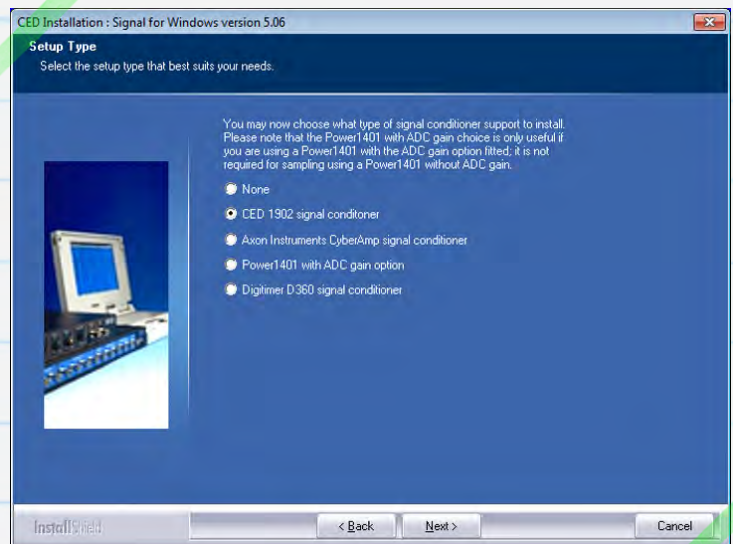 CED Installation : Signal for Windows version 5.06
Setup Type
Select the setup type that best suits your needs.
You may now choose what type of signal conditioner support to install.
Please note that the Power1401 with ADC gain choice is only useful if
you are using a Power1401 with the ADC gain option fitted; it is not
required for sampling using a Power1401 without ADC gain.
None
CED 1902 signal conditoner
Axon Instruments CyberAmp signal conditioner
Power1401 with ADC gain option
Digitimer D360 signal conditioner
InstallShield
< Back
Next >
Cancel